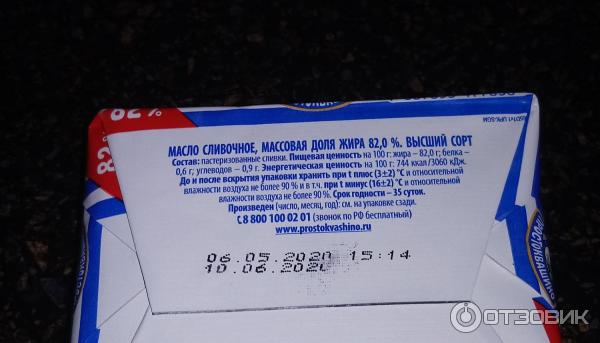 82%
МАСЛО СЛИВОЧНОЕ, МАССОВАЯ ДОЛЯ ЖИРА 82,0 %. ВЫСШИЙ СОРТ
Состав: пастеризованные сливки. Пищевая ценность на 100 г: жира – 82,0 г; белка –
0,6 г; углеводов – 0,9 г. Энергетическая ценность на 100 г: 744 ккал/3060 кДж.
До и после вскрытия упаковки хранить при t плюс (3±2) °С и относительной
влажности воздуха не более 90 % и в т.ч. при t минус (16±2) °С и относительной
влажности воздуха не более 90 %. Срок годности – 35 суток.
Произведен (число, месяц, год): см. на упаковке сзади.
8 800 100 02 01 (звонок по РФ бесплатный)
www.prostokvashino.ru
06.05.2020 15:14
10.06.2020
82%
ПРОСТОКВАШИНО
ОТЗОВИК